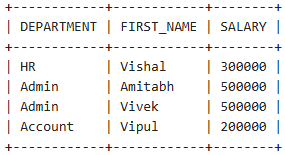 +------------+------------+--------+
| DEPARTMENT | FIRST_NAME | SALARY |
+------------+------------+--------+
| HR         | Vishal     | 300000 |
| Admin      | Amitabh    | 500000 |
| Admin      | Vivek      | 500000 |
| Account    | Vipul      | 200000 |
+------------+------------+--------+